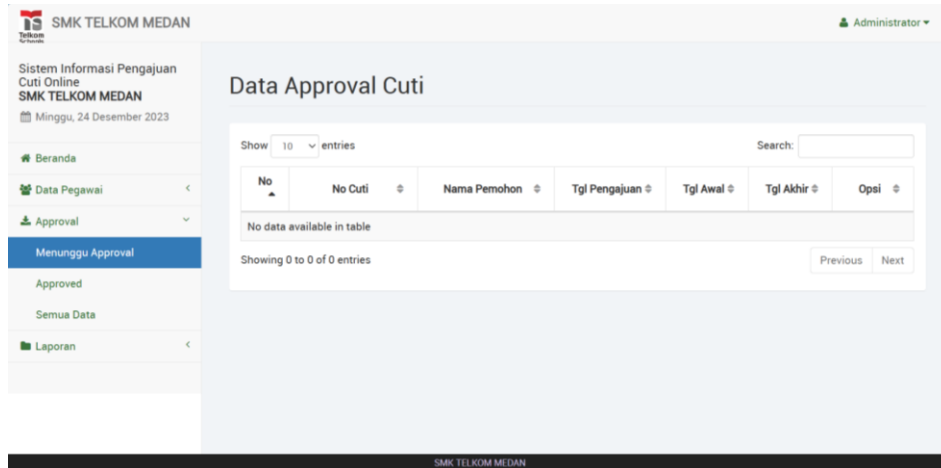 Telkom
Schools
SMK TELKOM MEDAN
Administrator
Sistem Informasi Pengajuan
Cuti Online
SMK TELKOM MEDAN
Minggu, 24 Desember 2023
Beranda
Data Pegawai
Approval
Menunggu Approval
Approved
Semua Data
Laporan
Data Approval Cuti
Show 10 entries
Search:
No No Cuti Nama Pemohon Tgl Pengajuan Tgl Awal Tgl Akhir Opsi
No data available in table
Showing 0 to 0 of 0 entries
Previous Next
SMK TELKOM MEDAN